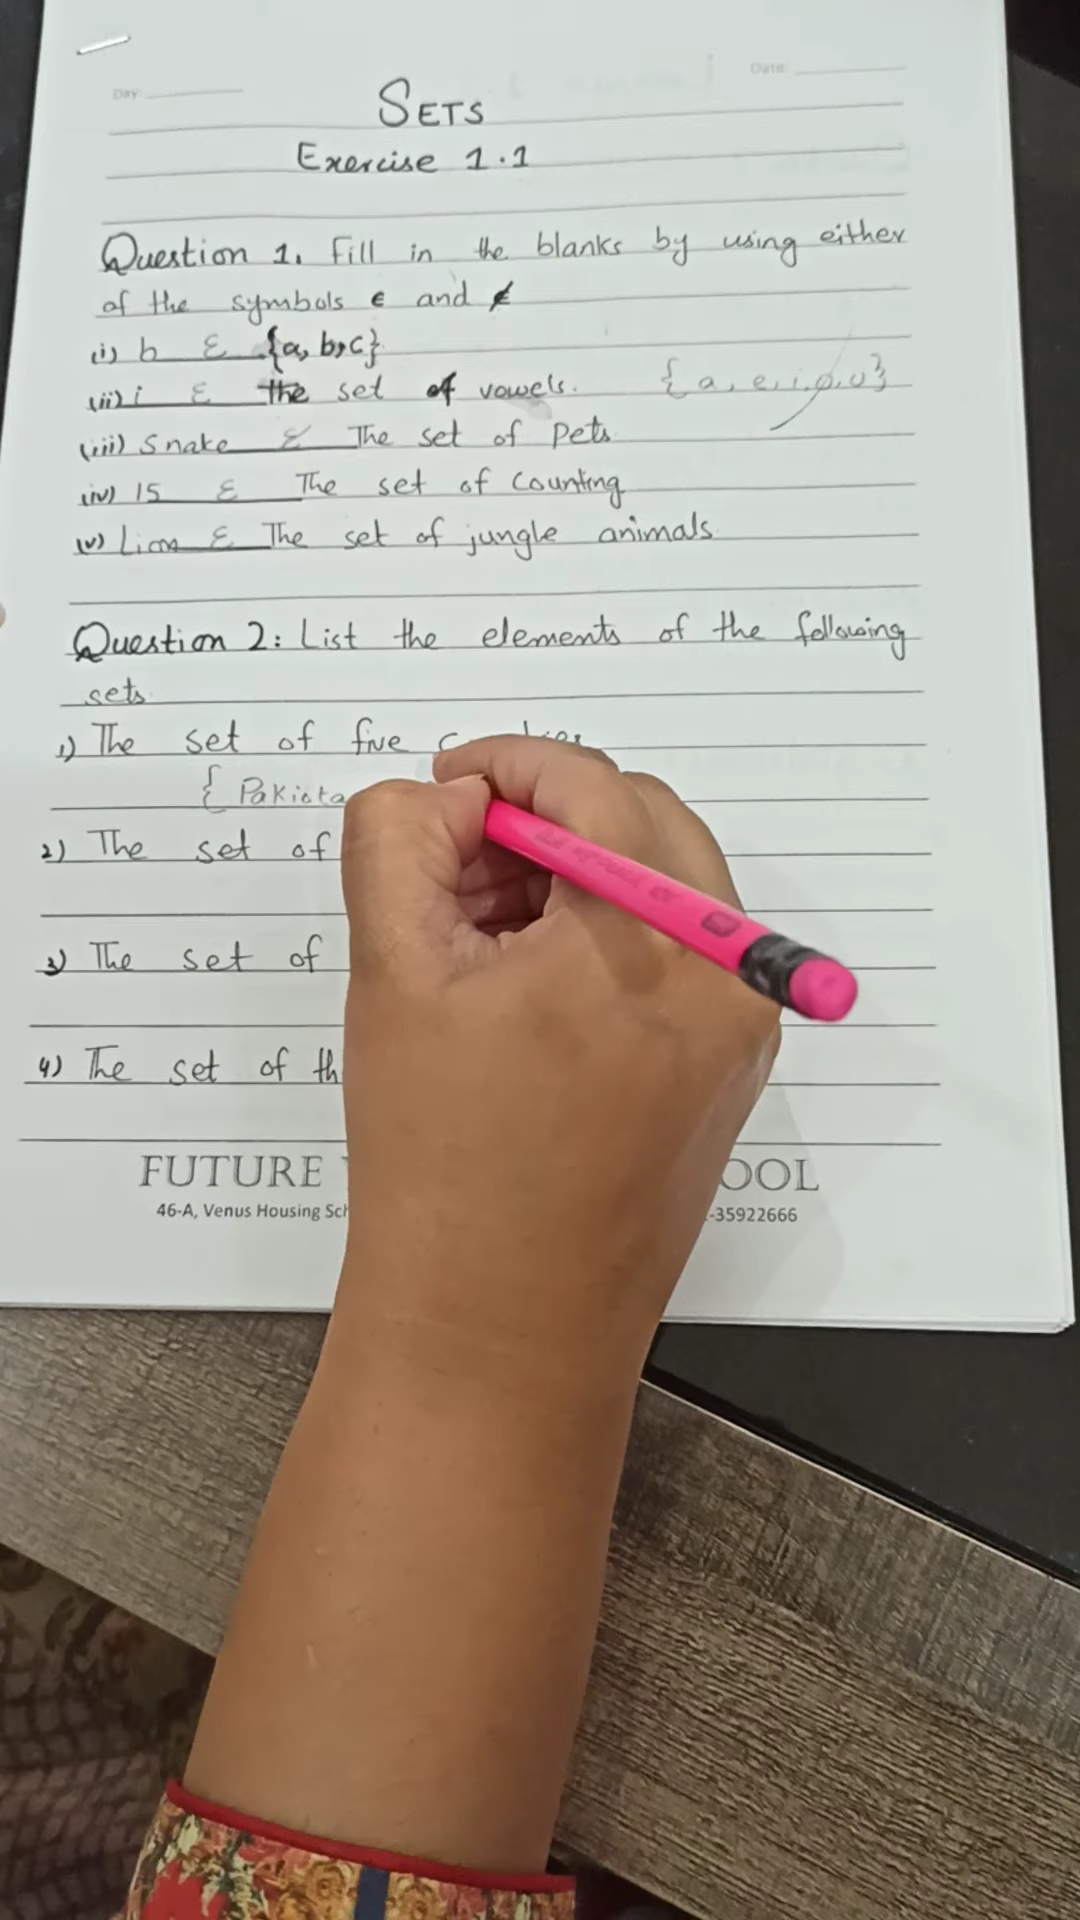 Day:
Date:
SETS
Exercise 1.1
Question 1. Fill in the blanks by using either
of the symbols ϵ and ∉
(i) b ε {a, b, c}
(ii) i ε the set of vowels. {a, e, i, o, u}
(iii) Snake The set of Pets
(iv) 15 ε The set of Counting
(v) Lion ε The set of jungle animals
Question 2: List the elements of the following
sets
1) The set of five
{ Pakista
2) The set of
3) The set of
4) The set of th
FUTURE OOL
46-A, Venus Housing Sch -35922666